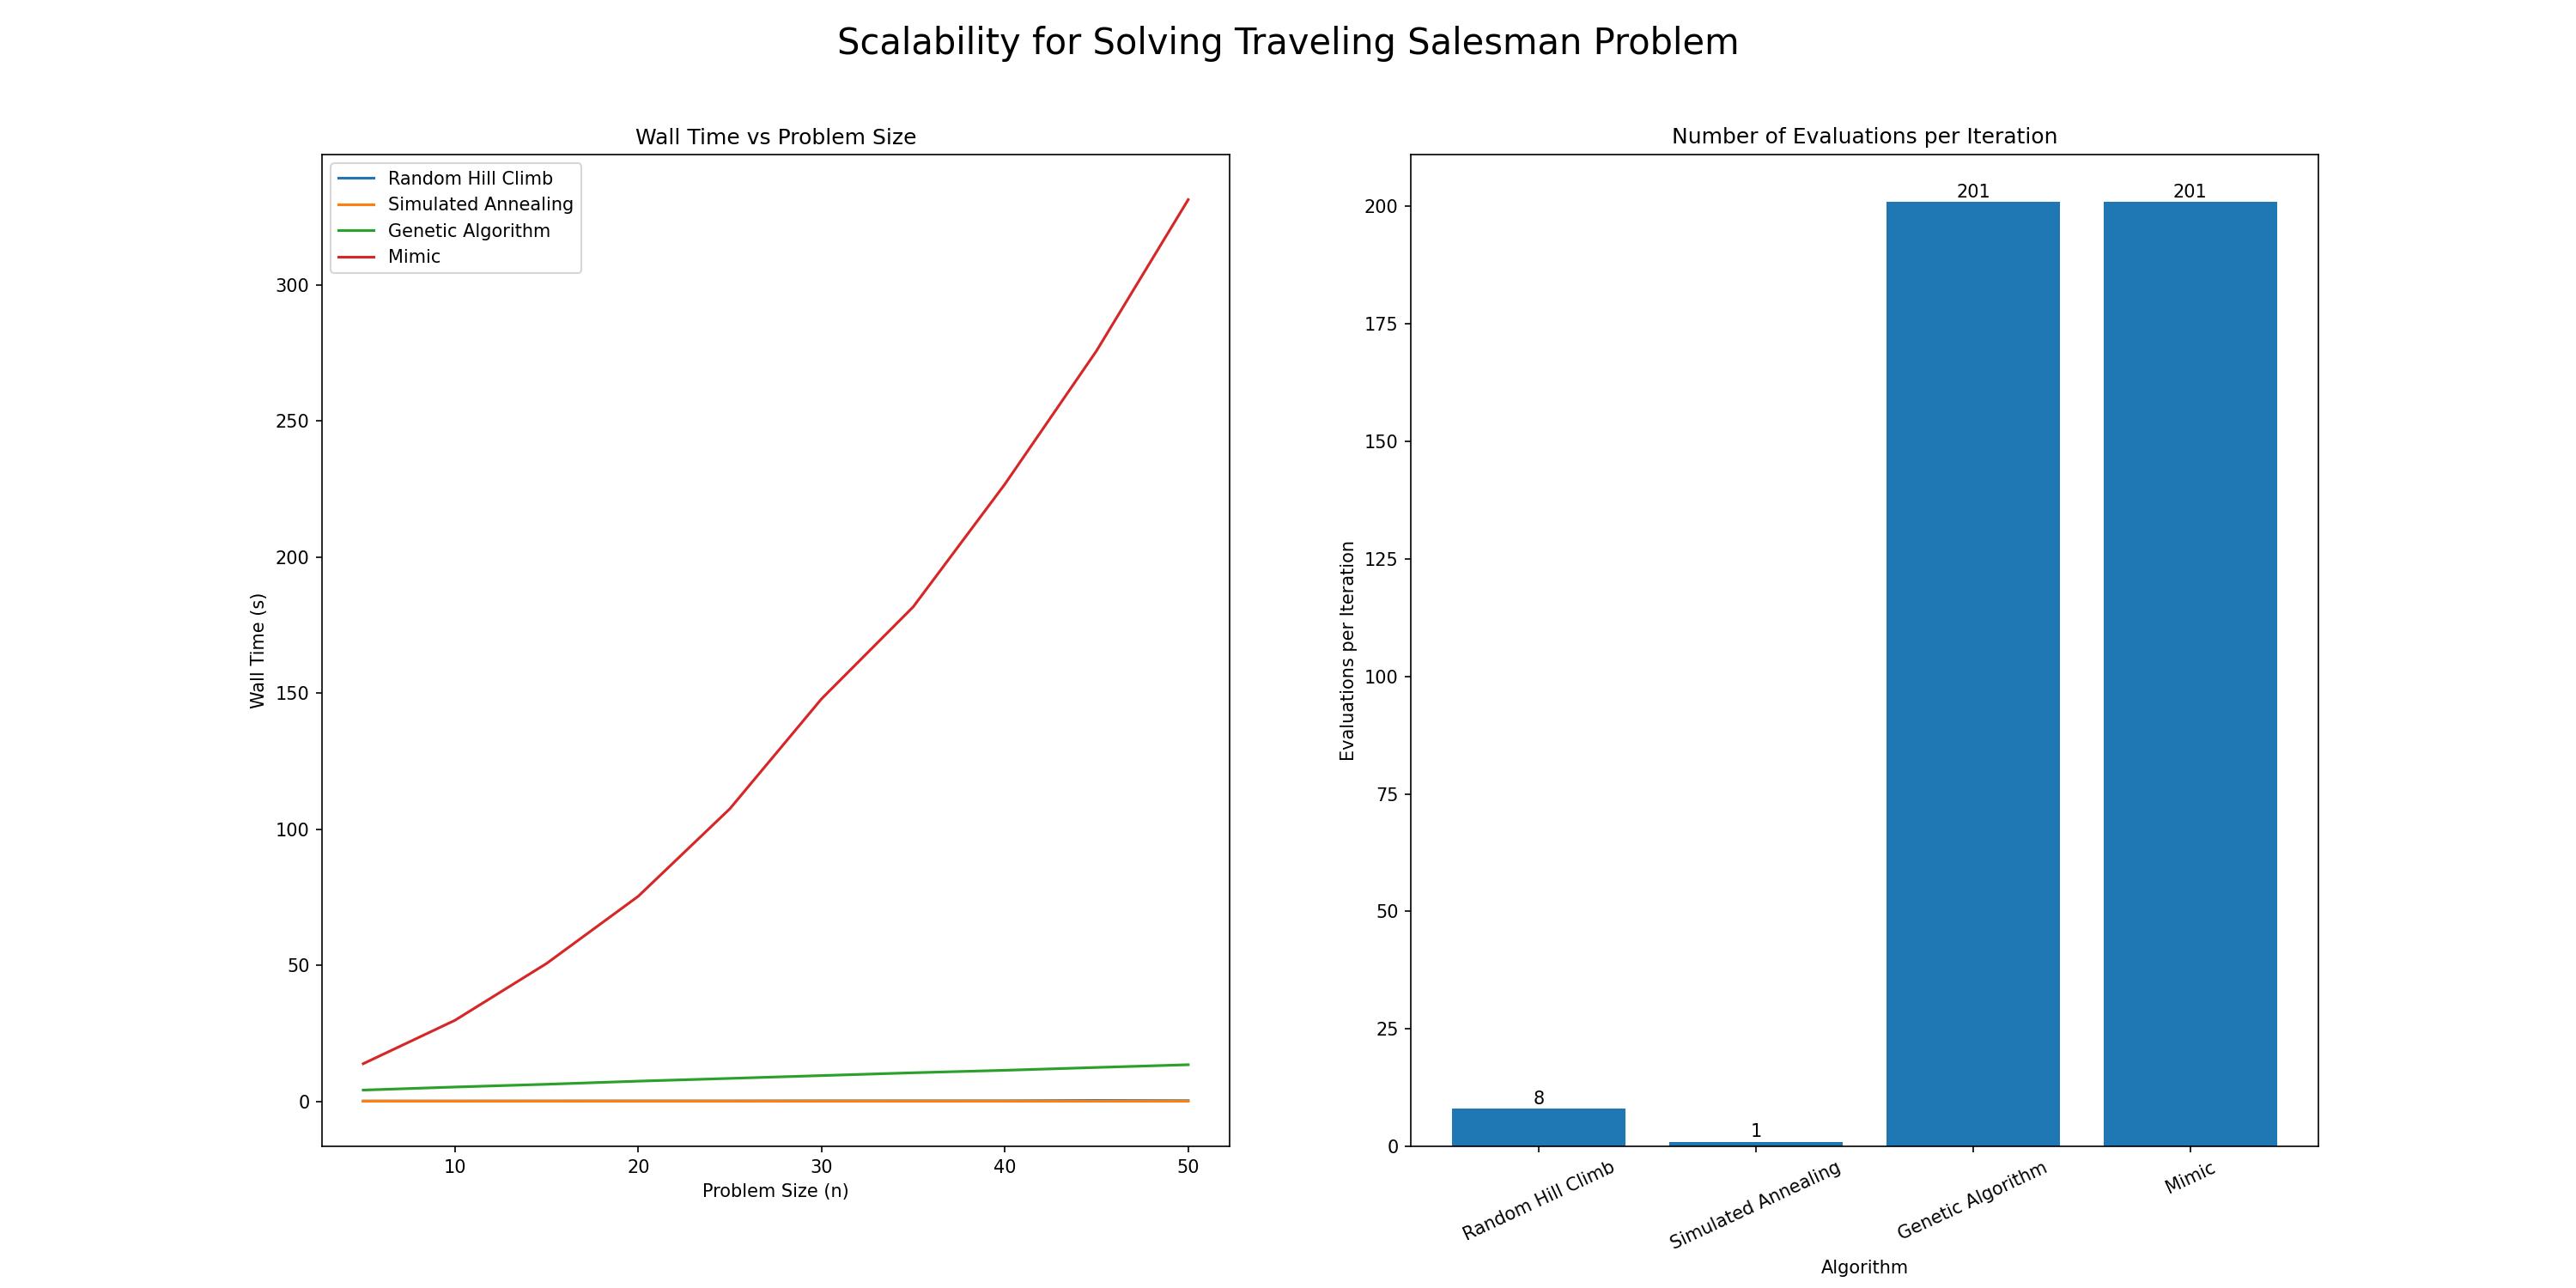 Scalability for Solving Traveling Salesman Problem
Wall Time vs Problem Size
Random Hill Climb
Simulated Annealing
Genetic Algorithm
Mimic
300
250
200
150
100
50
0
Wall Time (s)
10 20 30 40 50
Problem Size (n)
Number of Evaluations per Iteration
200
175
150
125
100
75
50
25
0
Evaluations per Iteration
8
1
201
201
Random Hill Climb
Simulated Annealing
Genetic Algorithm
Mimic
Algorithm